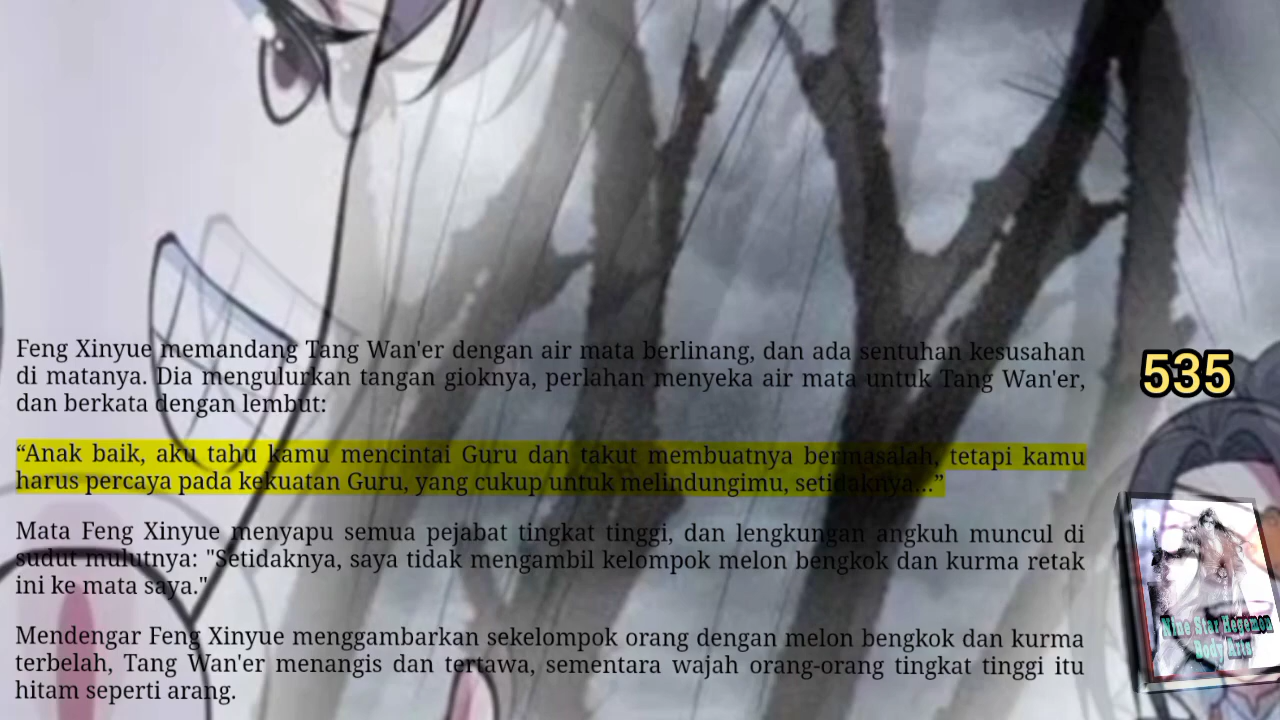 Feng Xinyue memandang Tang Wan'er dengan air mata berlinang, dan ada sentuhan kesusahan
di matanya. Dia mengulurkan tangan gioknya, perlahan menyeka air mata untuk Tang Wan'er,
dan berkata dengan lembut:
“Anak baik, aku tahu kamu mencintai Guru dan takut membuatnya bermasalah, tetapi kamu
harus percaya pada kekuatan Guru, yang cukup untuk melindungimu, setidaknya...”
Mata Feng Xinyue menyapu semua pejabat tingkat tinggi, dan lengkungan angkuh muncul di
sudut mulutnya: "Setidaknya, saya tidak mengambil kelompok melon bengkok dan kurma retak
ini ke mata saya."
Mendengar Feng Xinyue menggambarkan sekelompok orang dengan melon bengkok dan kurma
terbelah, Tang Wan'er menangis dan tertawa, sementara wajah orang-orang tingkat tinggi itu
hitam seperti arang.
535
Nine Star Hegemon
Body Arts